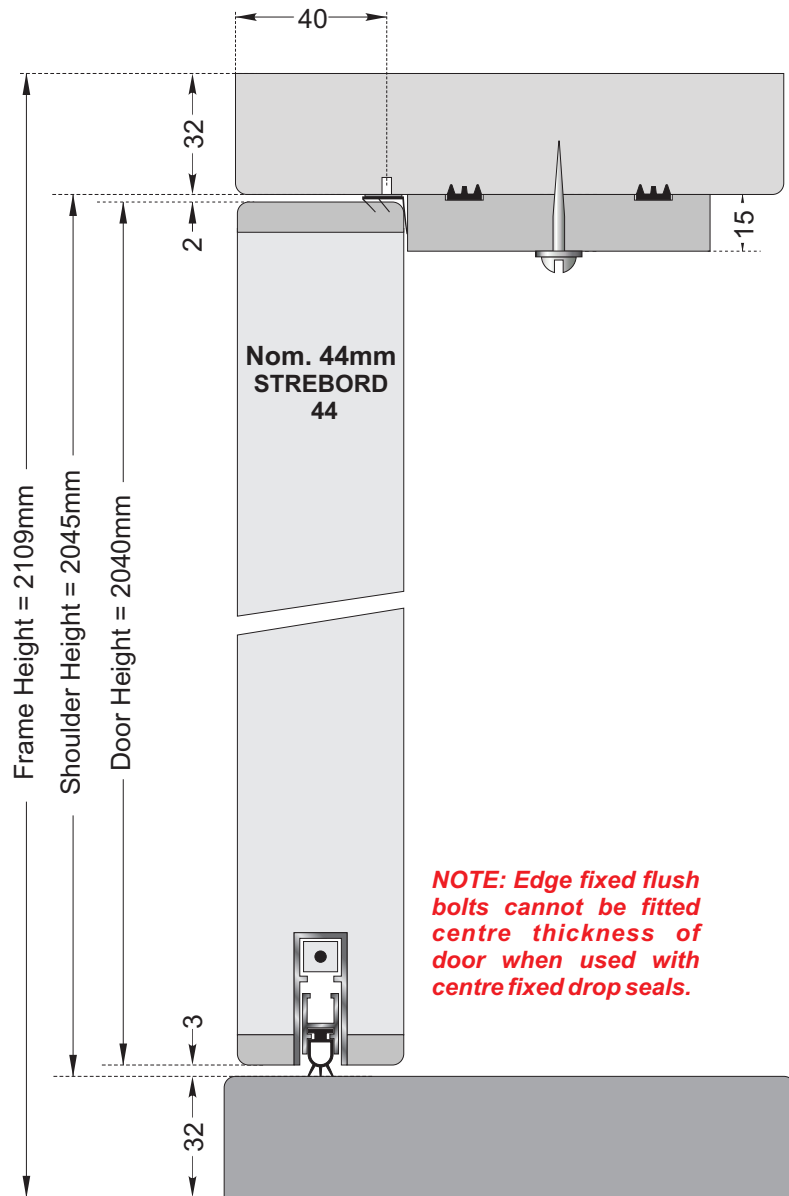 40
32
2
15
Nom. 44mm
STREBORD
44
Frame Height = 2109mm
Shoulder Height = 2045mm
Door Height = 2040mm
NOTE: Edge fixed flush
bolts cannot be fitted
centre thickness of
door when used with
centre fixed drop seals.
3
32